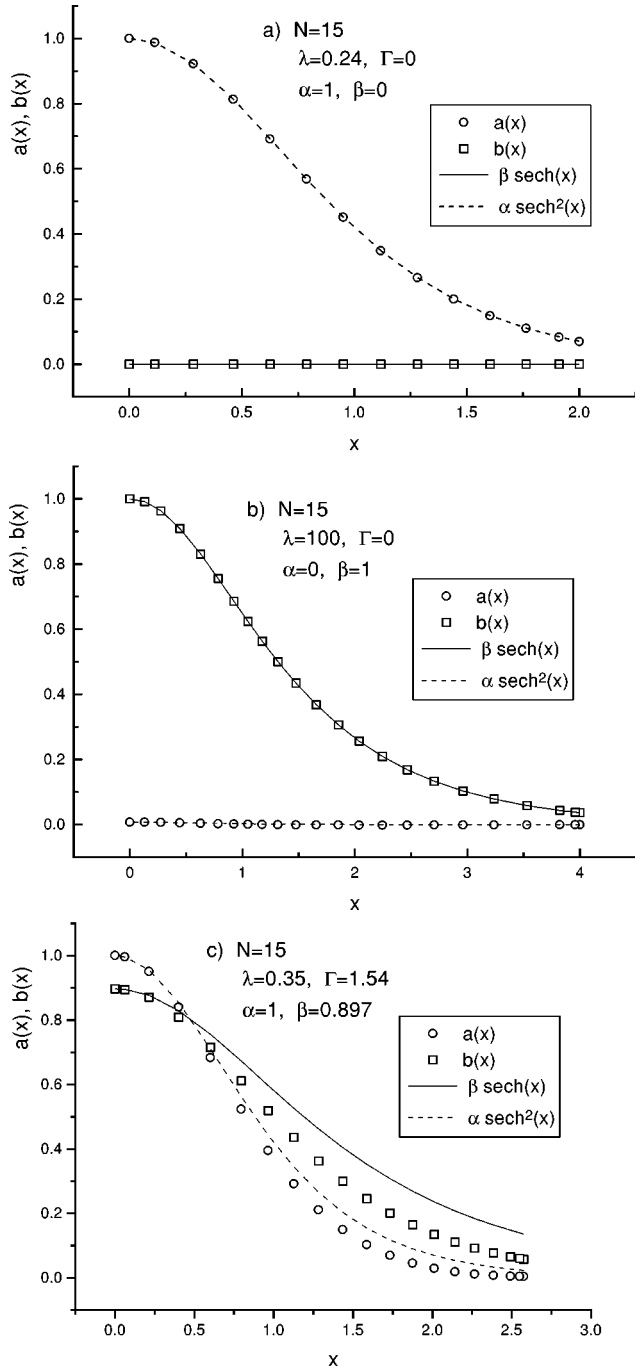 a) N=15
λ=0.24, Γ=0
α=1, β=0
a(x)
b(x)
β sech(x)
α sech²(x)
a(x), b(x)
1.0
0.8
0.6
0.4
0.2
0.0
0.0 0.5 1.0 1.5 2.0
x
b) N=15
λ=100, Γ=0
α=0, β=1
a(x)
b(x)
β sech(x)
α sech²(x)
a(x), b(x)
1.0
0.8
0.6
0.4
0.2
0.0
0 1 2 3 4
x
c) N=15
λ=0.35, Γ=1.54
α=1, β=0.897
a(x)
b(x)
β sech(x)
α sech²(x)
a(x), b(x)
1.0
0.8
0.6
0.4
0.2
0.0
0.0 0.5 1.0 1.5 2.0 2.5 3.0
x